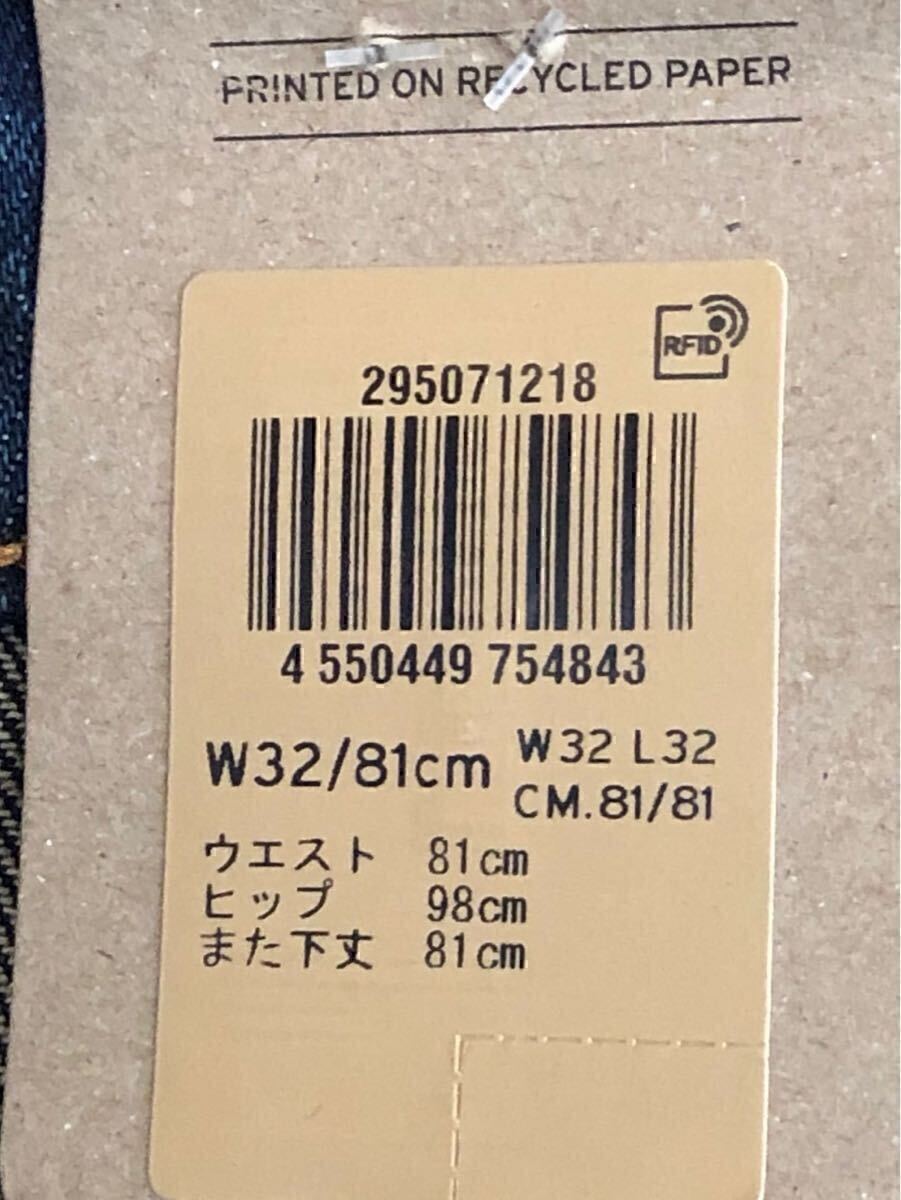 PRINTED ON RECYCLED PAPER
RFID
295071218
4 550449 754843
W32/81cm
W32 L32
CM.81/81
ウエスト 81cm
ヒップ 98cm
また下丈 81cm